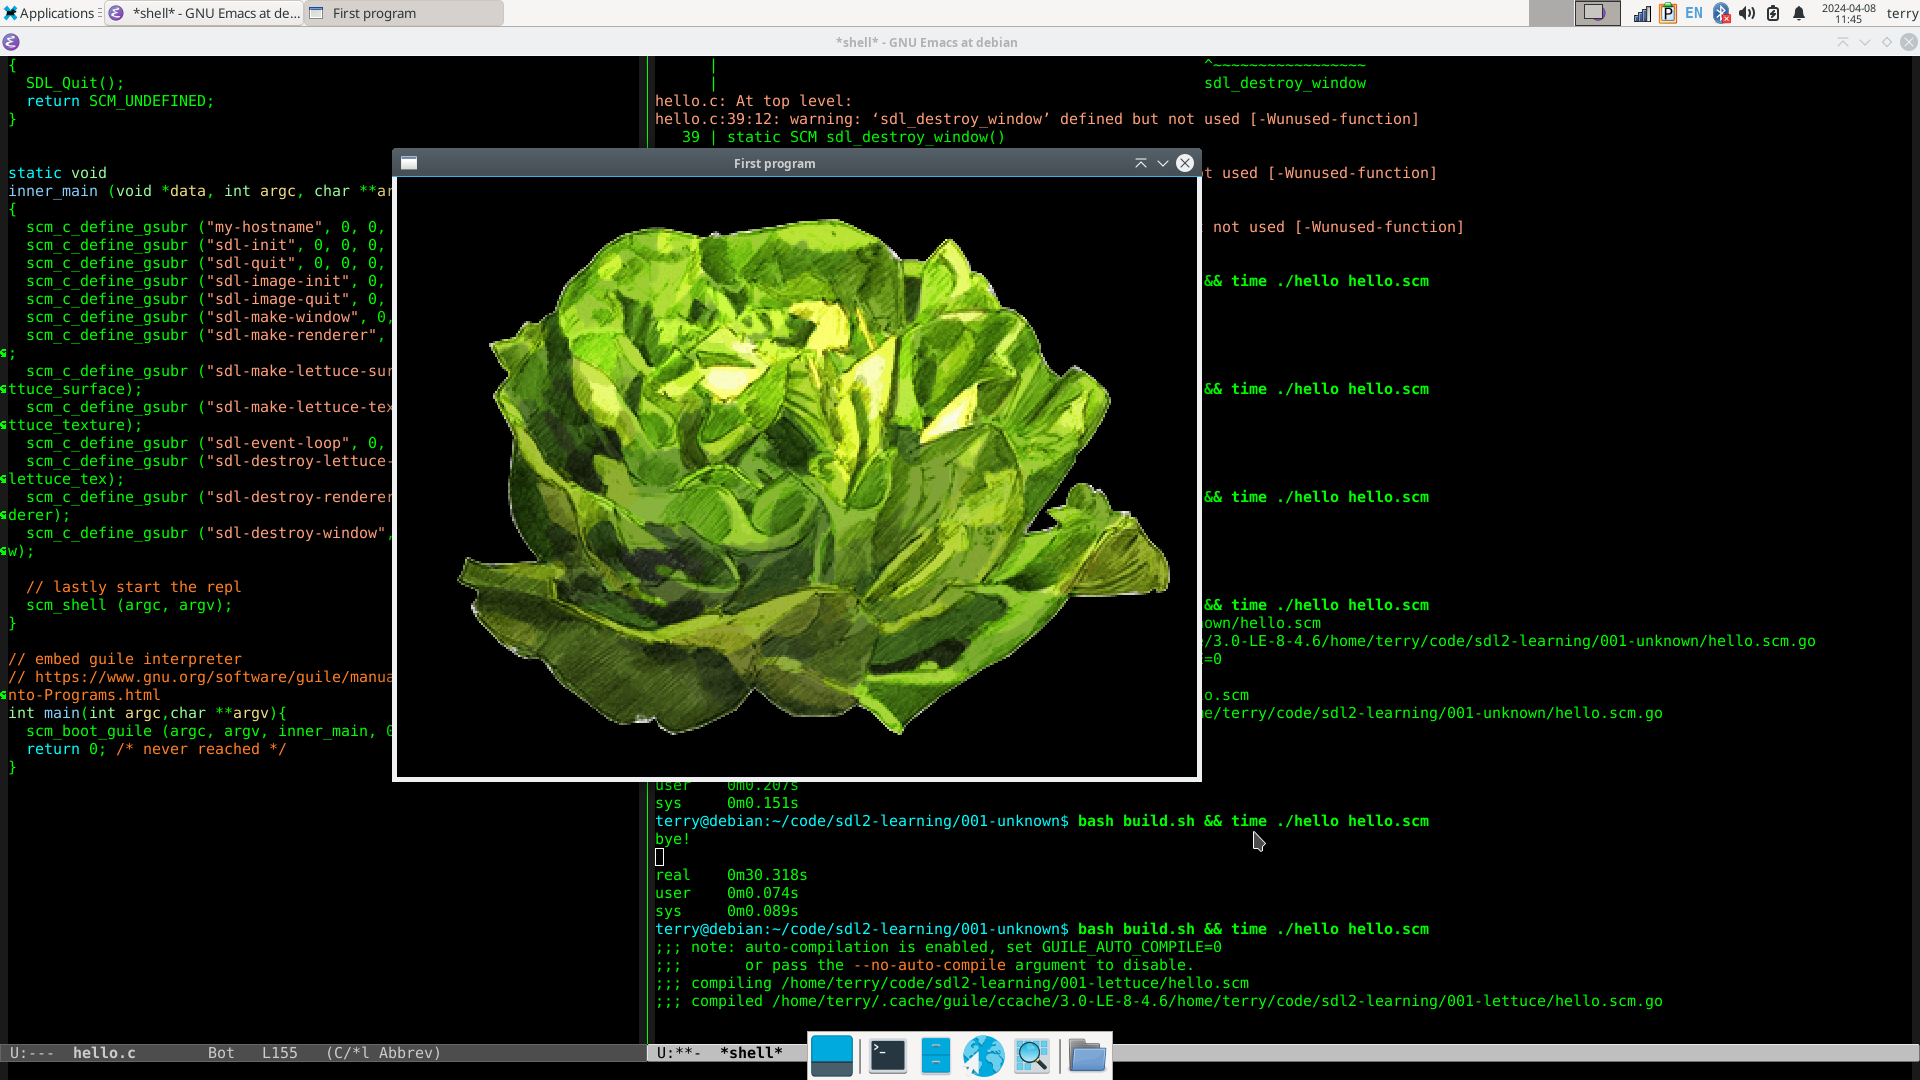 Applications
*shell* - GNU Emacs at de...
First program
EN
2024-04-08
11:45
terry
*shell* - GNU Emacs at debian
{
  SDL_Quit();
  return SCM_UNDEFINED;
}
static void
inner_main (void *data, int argc, char **ar
{
  scm_c_define_gsubr ("my-hostname", 0, 0,
  scm_c_define_gsubr ("sdl-init", 0, 0, 0,
  scm_c_define_gsubr ("sdl-quit", 0, 0, 0,
  scm_c_define_gsubr ("sdl-image-init", 0,
  scm_c_define_gsubr ("sdl-image-quit", 0,
  scm_c_define_gsubr ("sdl-make-window", 0,
  scm_c_define_gsubr ("sdl-make-renderer",
;
  scm_c_define_gsubr ("sdl-make-lettuce-sur
ttuce_surface);
  scm_c_define_gsubr ("sdl-make-lettuce-tex
ttuce_texture);
  scm_c_define_gsubr ("sdl-event-loop", 0,
  scm_c_define_gsubr ("sdl-destroy-lettuce-
lettuce_tex);
  scm_c_define_gsubr ("sdl-destroy-renderer
derer);
  scm_c_define_gsubr ("sdl-destroy-window",
w);
  // lastly start the repl
  scm_shell (argc, argv);
}
// embed guile interpreter
// https://www.gnu.org/software/guile/manua
nto-Programs.html
int main(int argc,char **argv){
  scm_boot_guile (argc, argv, inner_main, 0
  return 0; /* never reached */
}
U:---  hello.c        Bot   L155   (C/*l Abbrev)
First program
|                                                      ^~~~~~~~~~~~~~~~~~
|                                                      sdl_destroy_window
hello.c: At top level:
hello.c:39:12: warning: ‘sdl_destroy_window’ defined but not used [-Wunused-function]
   39 | static SCM sdl_destroy_window()
t used [-Wunused-function]
not used [-Wunused-function]
&& time ./hello hello.scm
&& time ./hello hello.scm
&& time ./hello hello.scm
&& time ./hello hello.scm
own/hello.scm
/3.0-LE-8-4.6/home/terry/code/sdl2-learning/001-unknown/hello.scm.go
=0
o.scm
e/terry/code/sdl2-learning/001-unknown/hello.scm.go
user    0m0.207s
sys     0m0.151s
terry@debian:~/code/sdl2-learning/001-unknown$ bash build.sh && time ./hello hello.scm
bye!
real    0m30.318s
user    0m0.074s
sys     0m0.089s
terry@debian:~/code/sdl2-learning/001-unknown$ bash build.sh && time ./hello hello.scm
;;; note: auto-compilation is enabled, set GUILE_AUTO_COMPILE=0
;;;       or pass the --no-auto-compile argument to disable.
;;; compiling /home/terry/code/sdl2-learning/001-lettuce/hello.scm
;;; compiled /home/terry/.cache/guile/ccache/3.0-LE-8-4.6/home/terry/code/sdl2-learning/001-lettuce/hello.scm.go
U:**-  *shell*